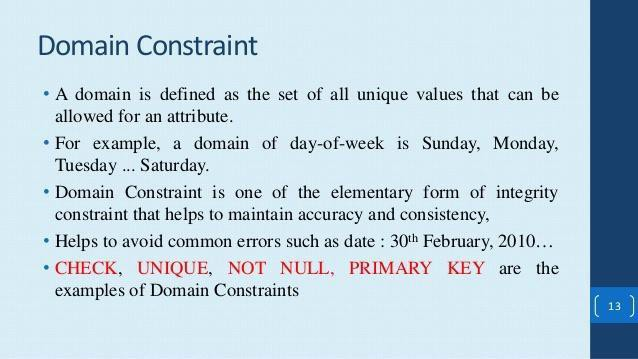 Domain Constraint
• A domain is defined as the set of all unique values that can be
allowed for an attribute.
• For example, a domain of day-of-week is Sunday, Monday,
Tuesday ... Saturday.
• Domain Constraint is one of the elementary form of integrity
constraint that helps to maintain accuracy and consistency,
• Helps to avoid common errors such as date : 30th February, 2010…
• CHECK, UNIQUE, NOT NULL, PRIMARY KEY are the
examples of Domain Constraints
13